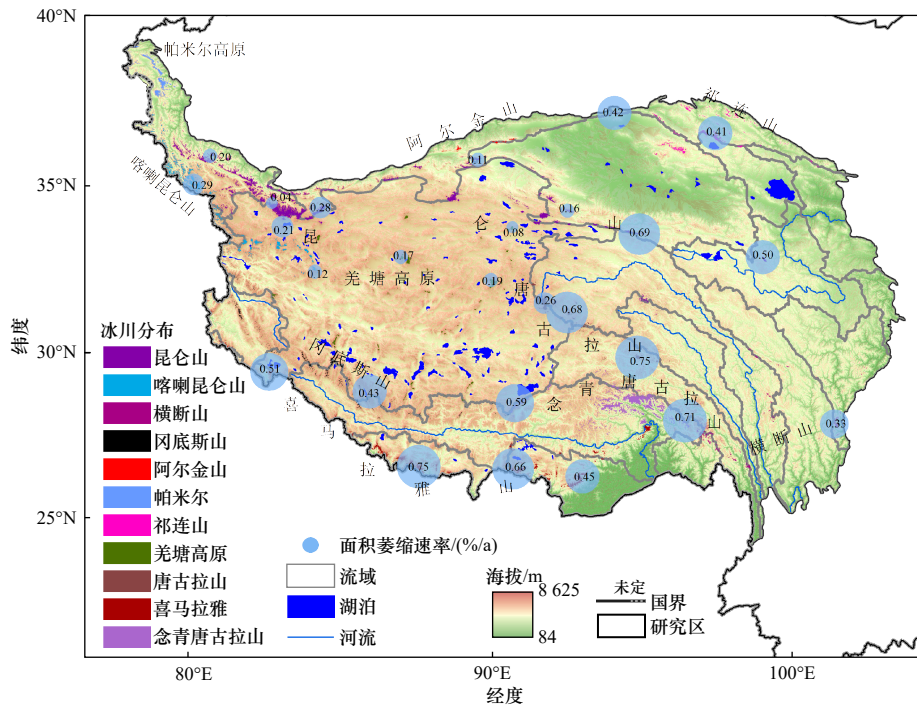 40°N
35°N
30°N
25°N
纬度
80°E
90°E
100°E
经度
帕米尔高原
喀喇昆仑山
阿尔金山
祁连山
昆仑山
羌塘高原
唐古拉山
冈底斯山
念青唐古拉山
喜马拉雅山
横断山
0.42
0.41
0.11
0.20
0.29
0.04
0.28
0.16
0.21
0.08
0.69
0.50
0.17
0.12
0.19
0.26
0.68
0.75
0.51
0.43
0.59
0.71
0.33
0.75
0.66
0.45
冰川分布
昆仑山
喀喇昆仑山
横断山
冈底斯山
阿尔金山
帕米尔
祁连山
羌塘高原
唐古拉山
喜马拉雅
念青唐古拉山
面积萎缩速率/(%/a)
流域
湖泊
河流
海拔/m
8 625
84
未定
国界
研究区